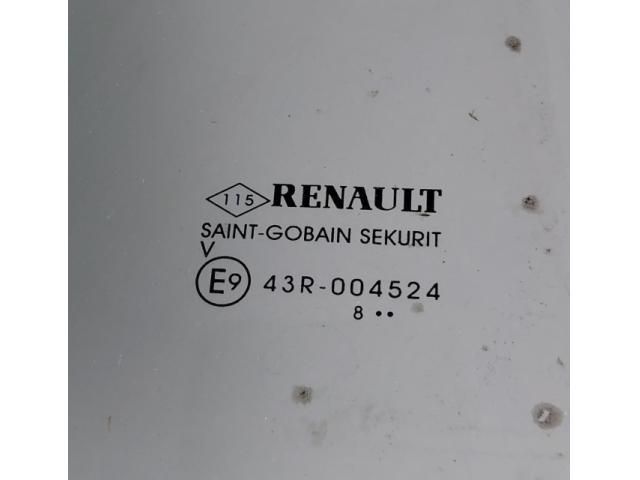 115 RENAULT
SAINT-GOBAIN SEKURIT
V
E9 43R-004524
8 ••